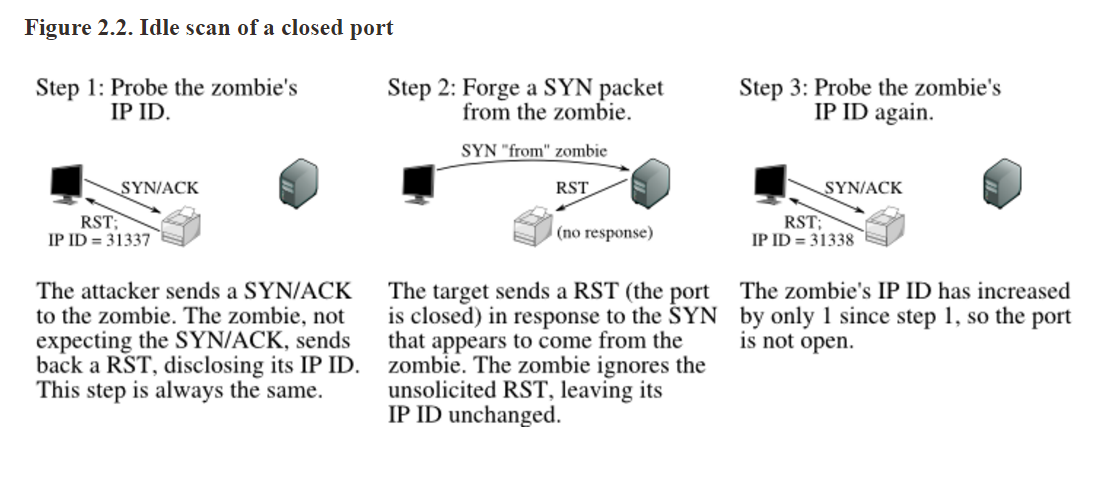 Figure 2.2. Idle scan of a closed port
Step 1: Probe the zombie's
IP ID.
SYN/ACK
RST;
IP ID = 31337
The attacker sends a SYN/ACK
to the zombie. The zombie, not
expecting the SYN/ACK, sends
back a RST, disclosing its IP ID.
This step is always the same.
Step 2: Forge a SYN packet
from the zombie.
SYN "from" zombie
RST
(no response)
The target sends a RST (the port
is closed) in response to the SYN
that appears to come from the
zombie. The zombie ignores the
unsolicited RST, leaving its
IP ID unchanged.
Step 3: Probe the zombie's
IP ID again.
SYN/ACK
RST;
IP ID = 31338
The zombie's IP ID has increased
by only 1 since step 1, so the port
is not open.